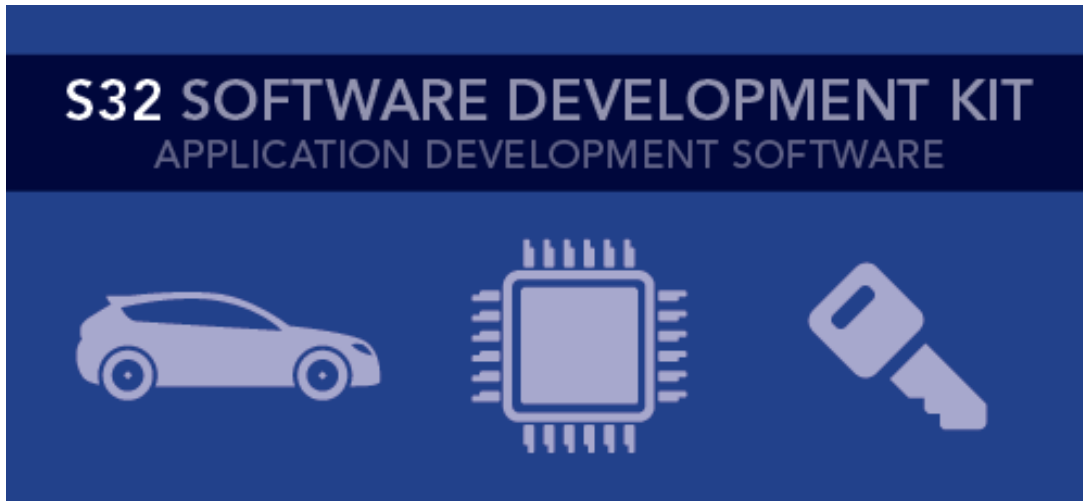 S32 SOFTWARE DEVELOPMENT KIT
APPLICATION DEVELOPMENT SOFTWARE